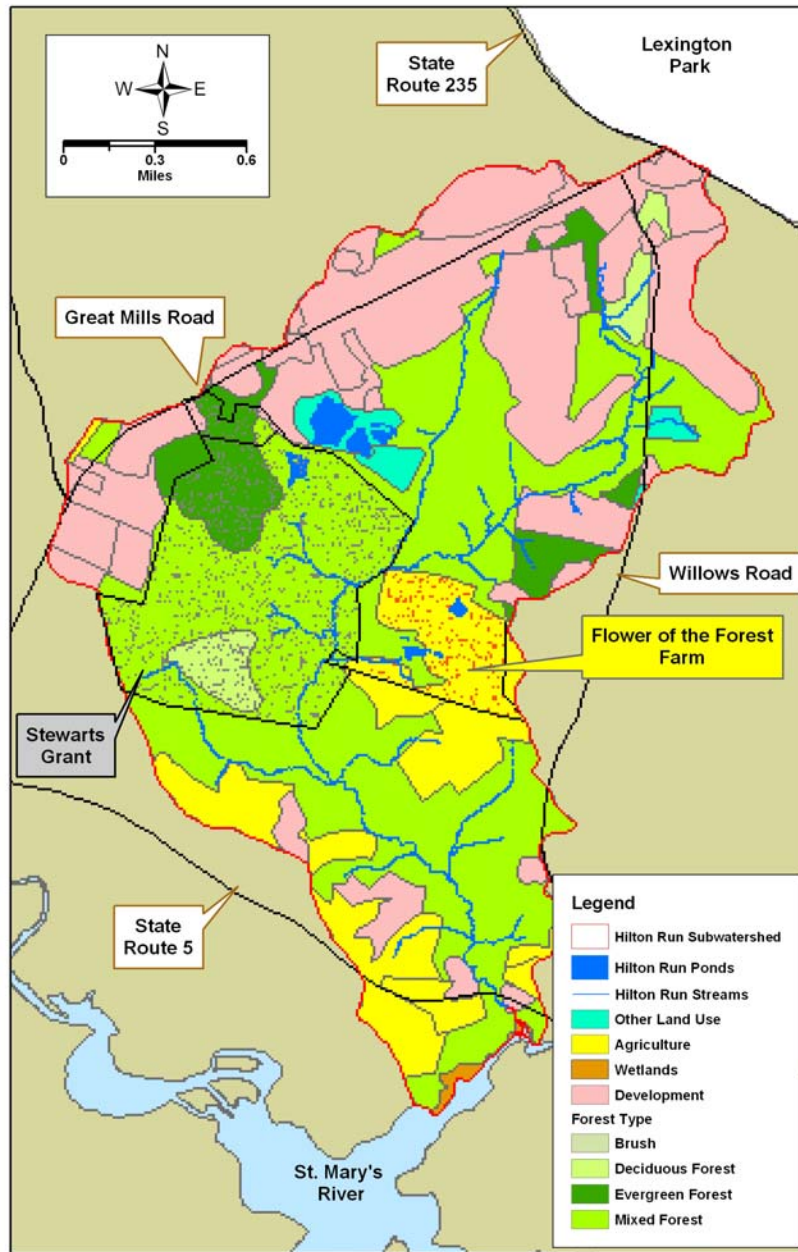 State
Route 235
Lexington
Park
N
W E
S
0 0.3 0.6
Miles
Great Mills Road
Willows Road
Flower of the Forest
Farm
Stewarts
Grant
State
Route 5
St. Mary's
River
Legend
Hilton Run Subwatershed
Hilton Run Ponds
Hilton Run Streams
Other Land Use
Agriculture
Wetlands
Development
Forest Type
Brush
Deciduous Forest
Evergreen Forest
Mixed Forest